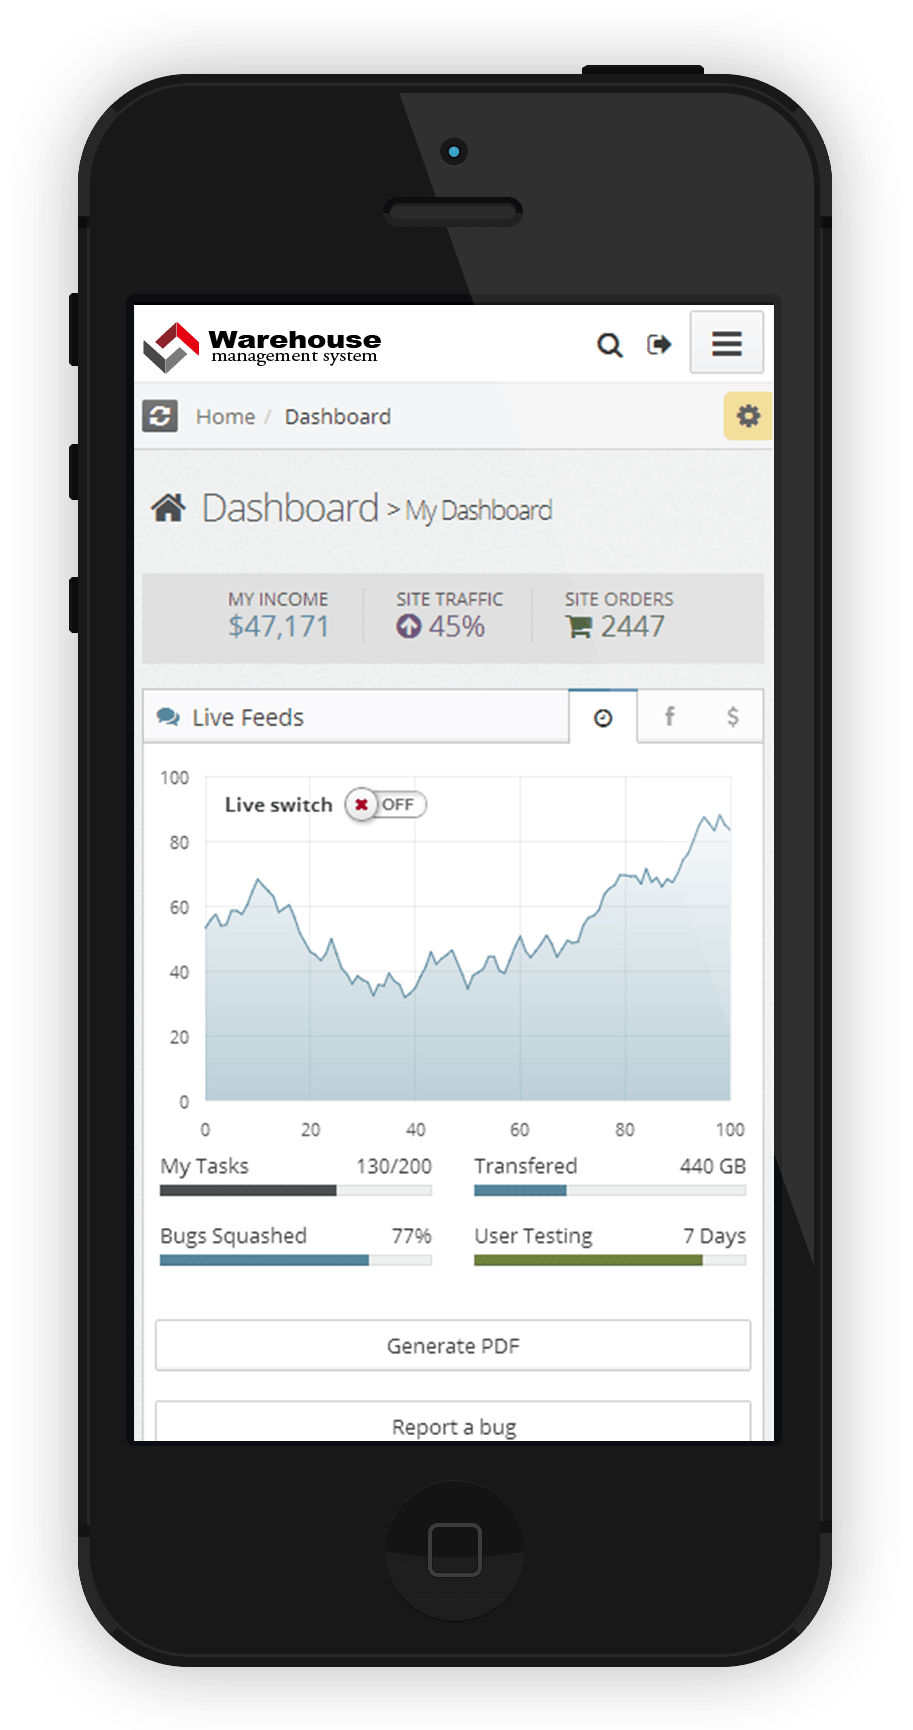 Warehouse
management system
Home / Dashboard
Dashboard > My Dashboard
MY INCOME SITE TRAFFIC SITE ORDERS
$47,171 45% 2447
Live Feeds f $
100
Live switch OFF
80
60
40
20
0
0 20 40 60 80 100
My Tasks 130/200 Transfered 440 GB
Bugs Squashed 77% User Testing 7 Days
Generate PDF
Report a bug